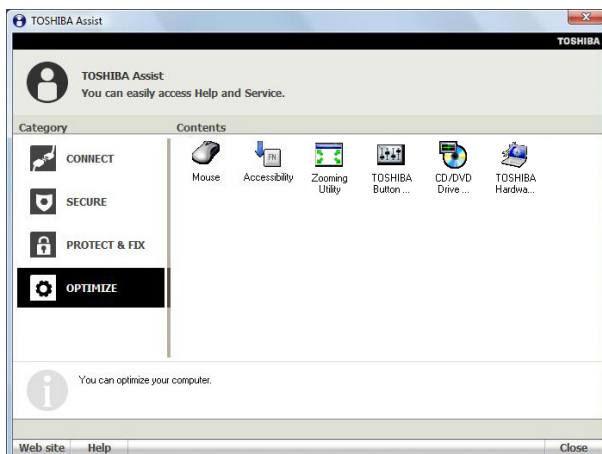 TOSHIBA Assist
TOSHIBA
TOSHIBA Assist
You can easily access Help and Service.
Category
Contents
CONNECT
SECURE
PROTECT & FIX
OPTIMIZE
Mouse
Accessibility
FN
Zooming
Utility
TOSHIBA
Button ...
CD/DVD
Drive ...
TOSHIBA
Hardwa...
You can optimize your computer.
Web site
Help
Close